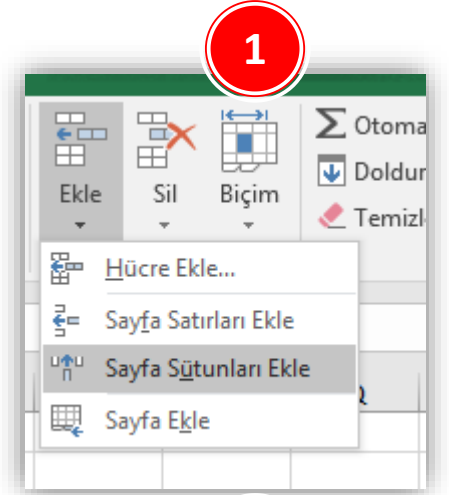 1
Σ Otoma
Doldur
Temizl
Ekle
Sil
Biçim
Hücre Ekle...
Sayfa Satırları Ekle
Sayfa Sütunları Ekle
Sayfa Ekle